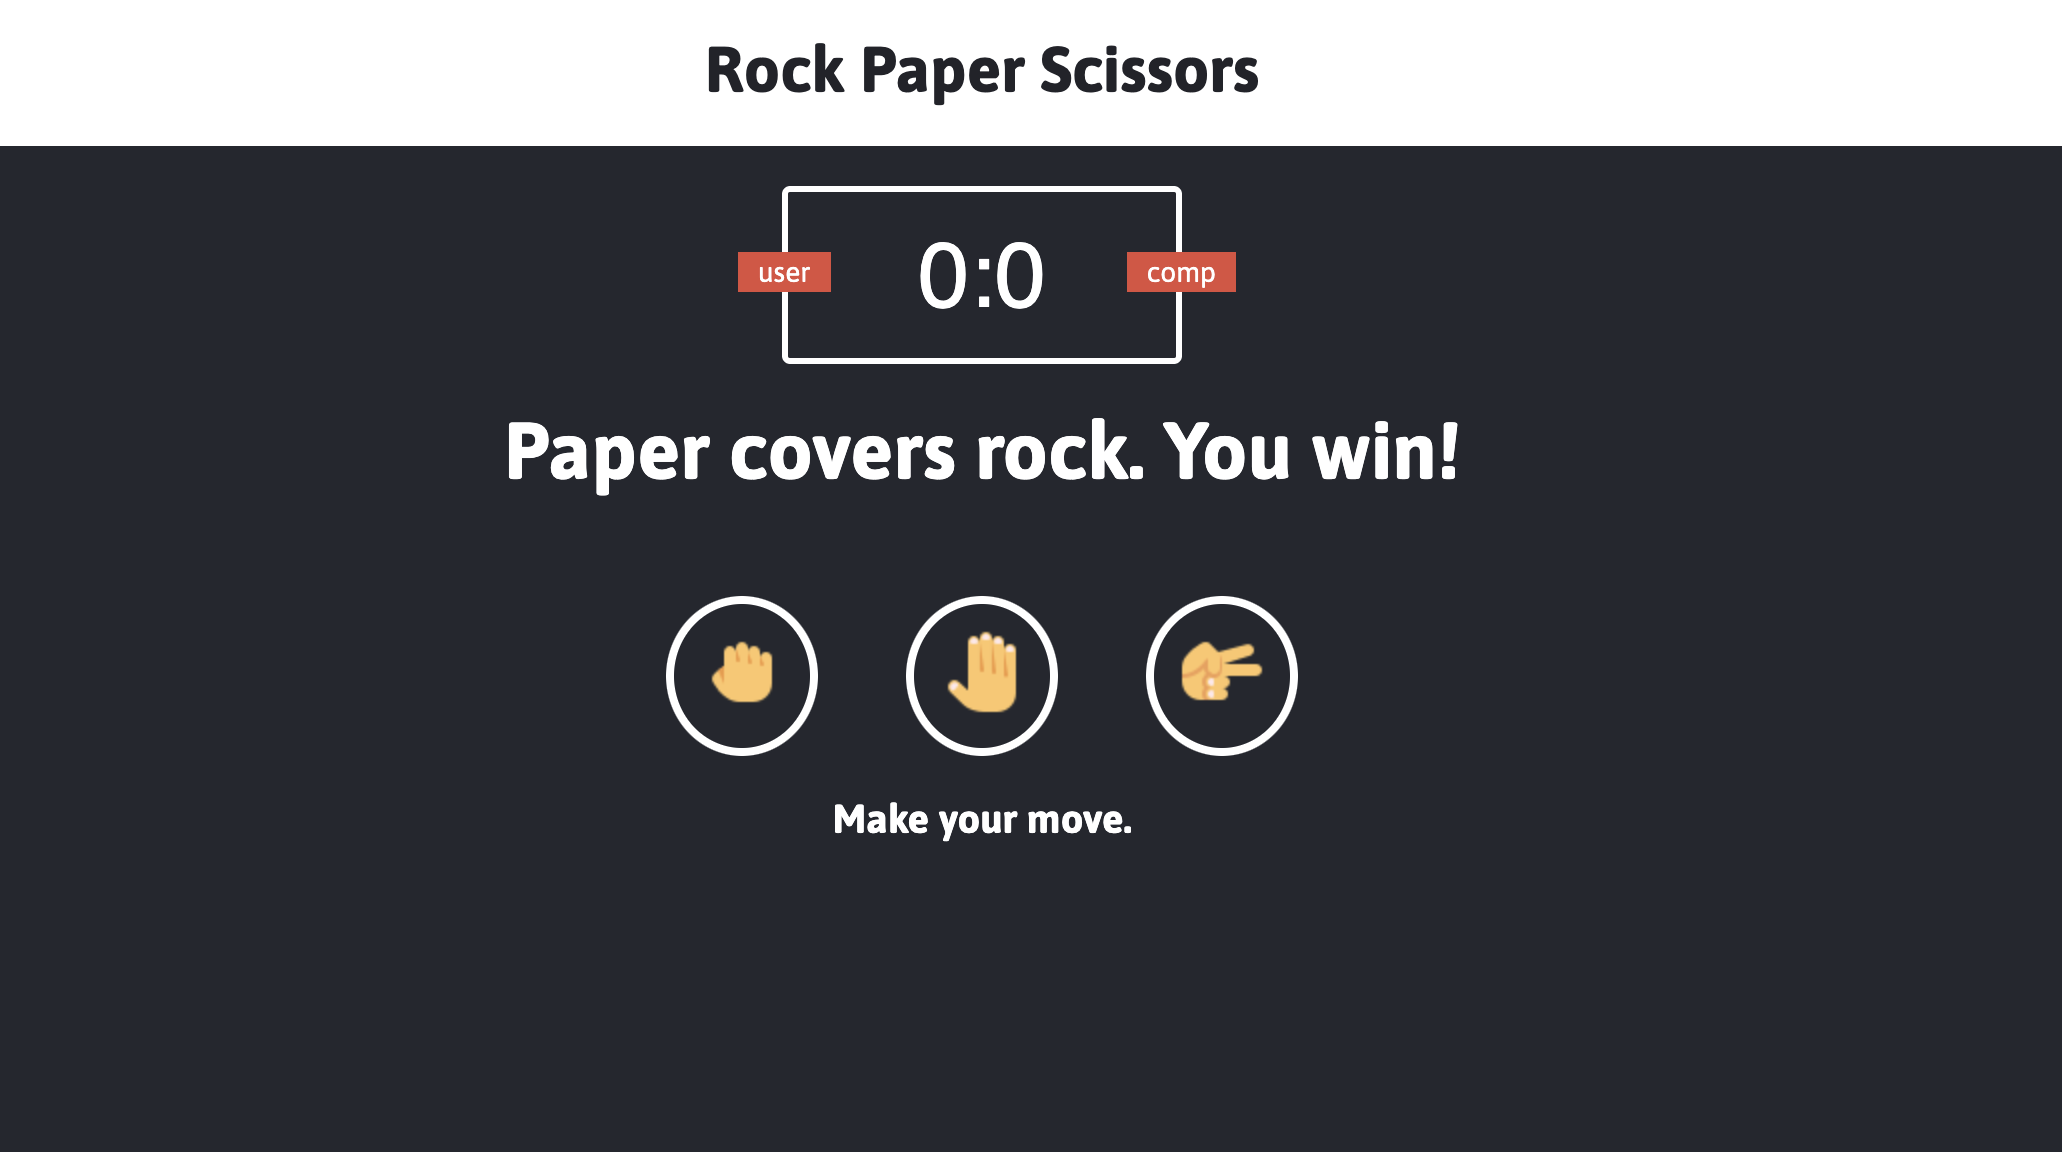 Rock Paper Scissors
user
0:0
comp
Paper covers rock. You win!
Make your move.